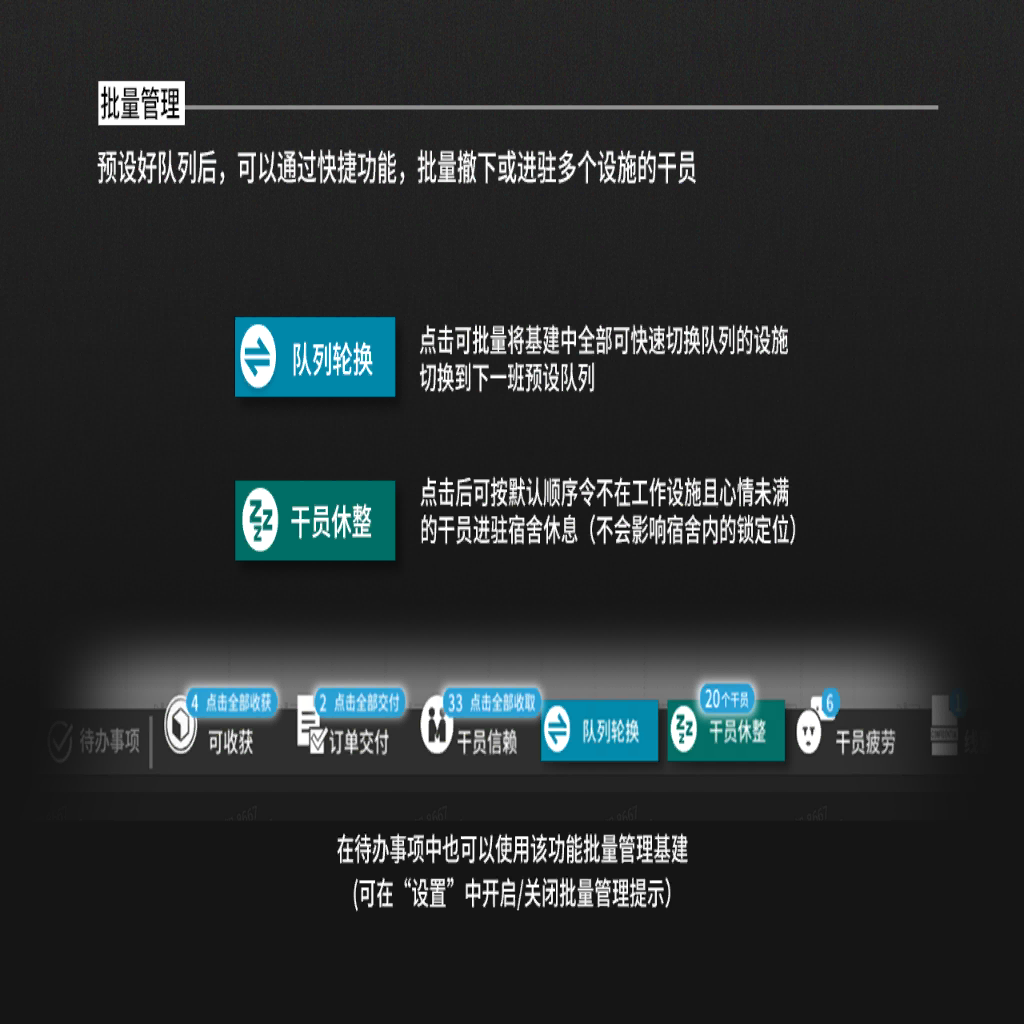 批量管理
预设好队列后，可以通过快捷功能，批量撤下或进驻多个设施的干员
队列轮换
点击可批量将基建中全部可快速切换队列的设施
切换到下一班预设队列
干员休整
点击后可按默认顺序令不在工作设施且心情未满
的干员进驻宿舍休息（不会影响宿舍内的锁定位）
待办事项
4 点击全部收获
可收获
2 点击全部交付
订单交付
33 点击全部收取
干员信赖
队列轮换
20个干员
干员休整
6
干员疲劳
1
在待办事项中也可以使用该功能批量管理基建
(可在“设置”中开启/关闭批量管理提示）